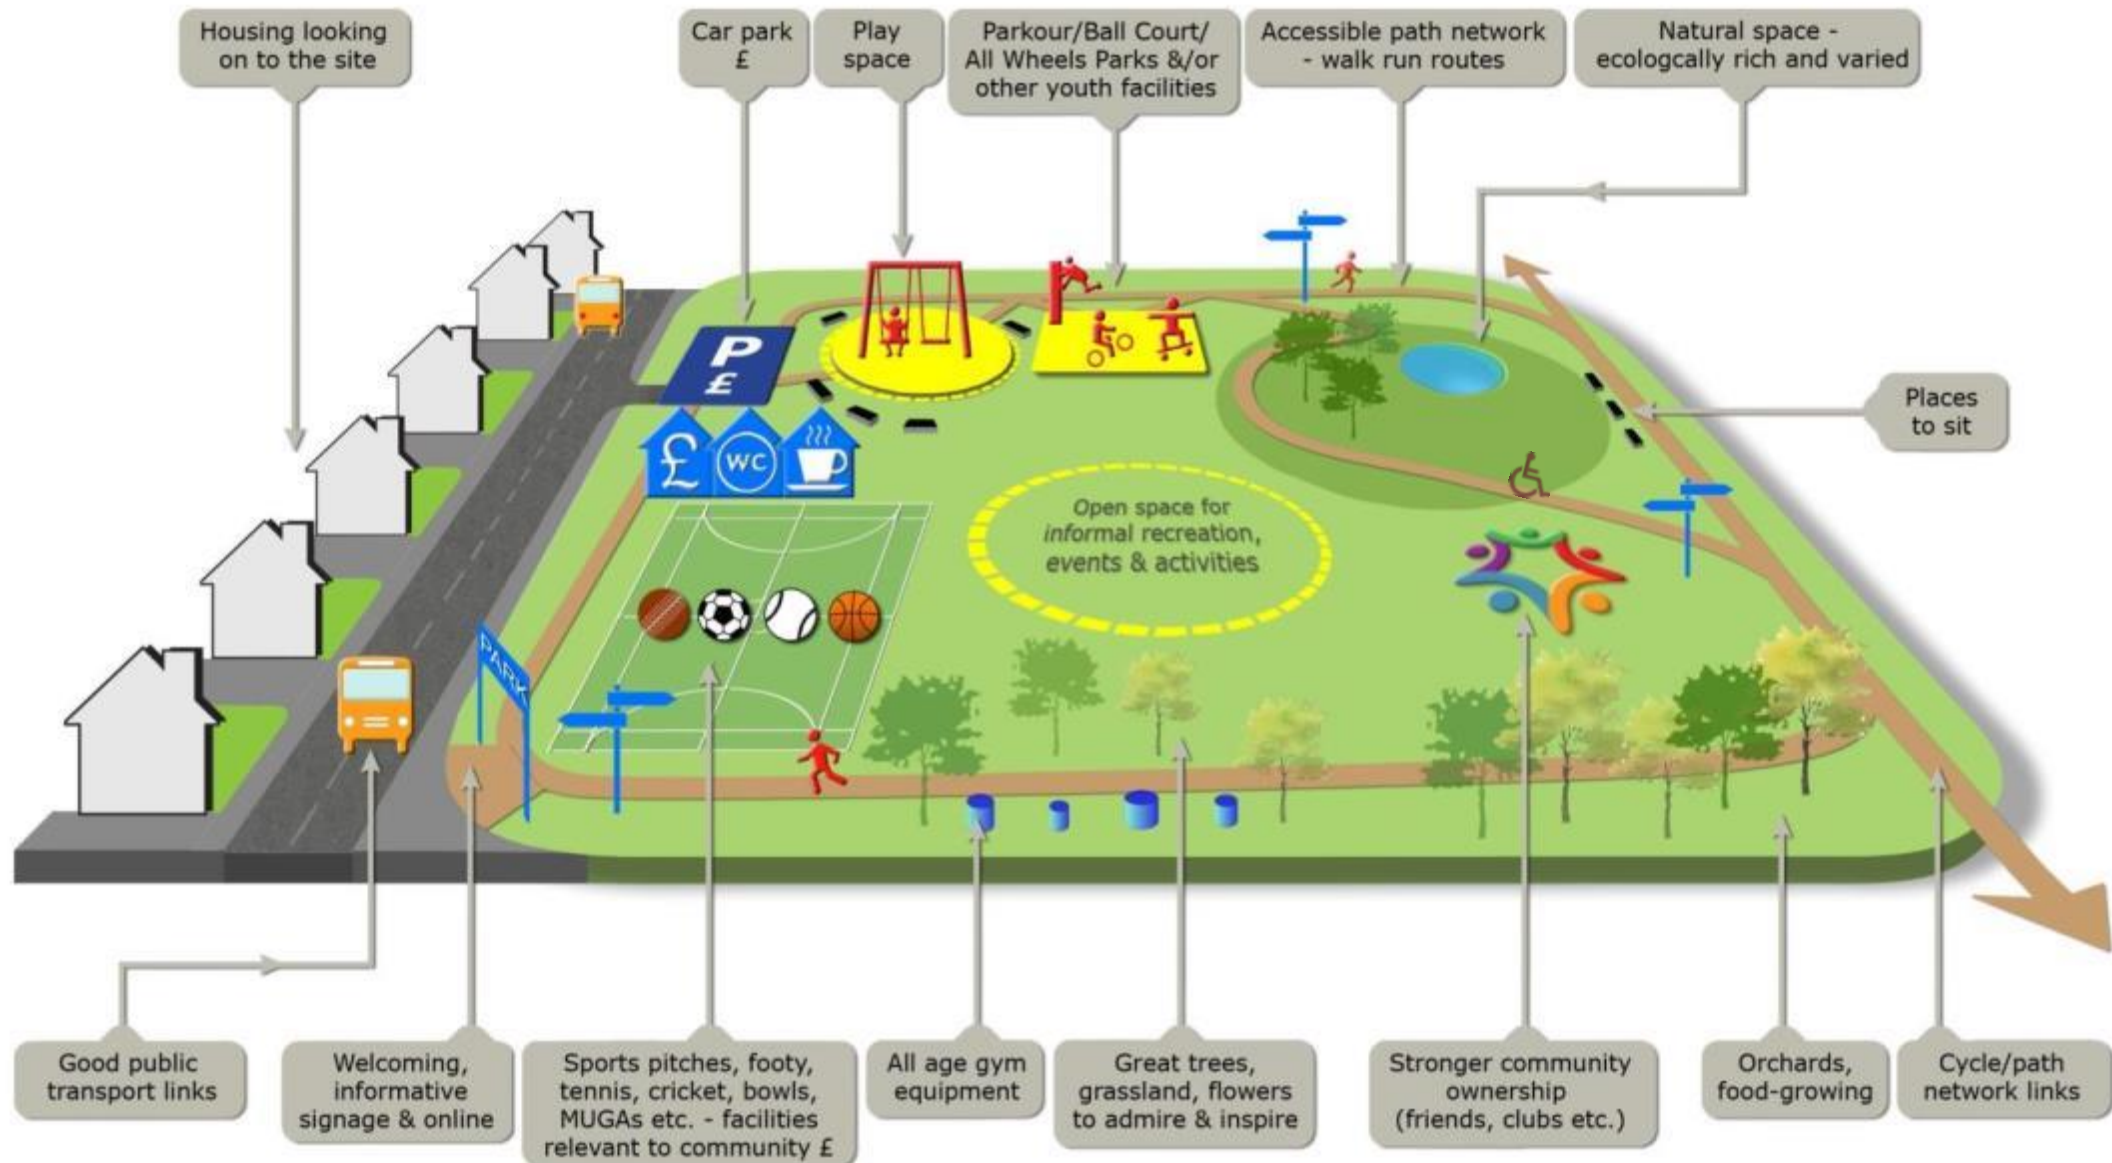 Housing looking
on to the site
Car park
£
Play
space
Parkour/Ball Court/
All Wheels Parks &/or
other youth facilities
Accessible path network
- walk run routes
Natural space -
ecologcally rich and varied
P
£
£
WC
Places
to sit
Open space for
informal recreation,
events & activities
PARK
Good public
transport links
Welcoming,
informative
signage & online
Sports pitches, footy,
tennis, cricket, bowls,
MUGAs etc. - facilities
relevant to community £
All age gym
equipment
Great trees,
grassland, flowers
to admire & inspire
Stronger community
ownership
(friends, clubs etc.)
Orchards,
food-growing
Cycle/path
network links